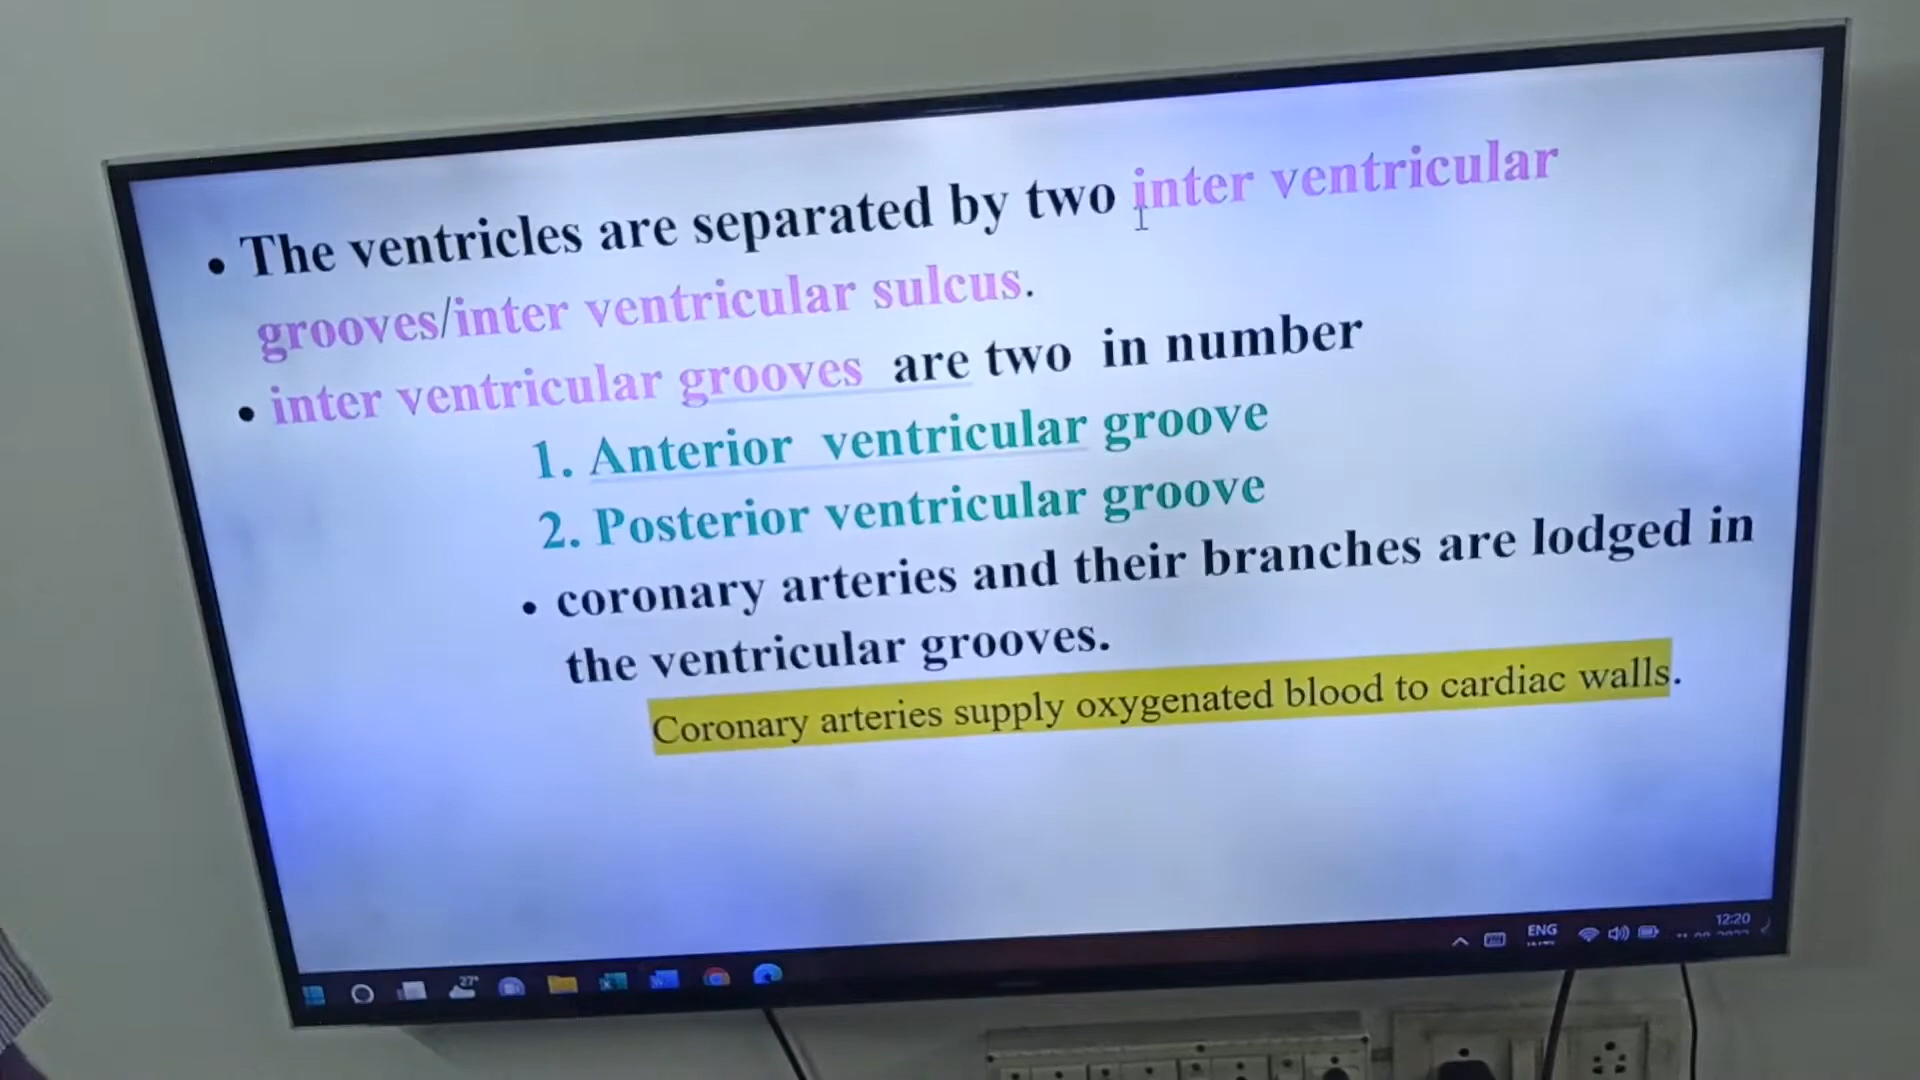 • The ventricles are separated by two inter ventricular
grooves/inter ventricular sulcus.
• inter ventricular grooves are two in number
1. Anterior ventricular groove
2. Posterior ventricular groove
• coronary arteries and their branches are lodged in
the ventricular grooves.
Coronary arteries supply oxygenated blood to cardiac walls.
27°
ENG
12:20